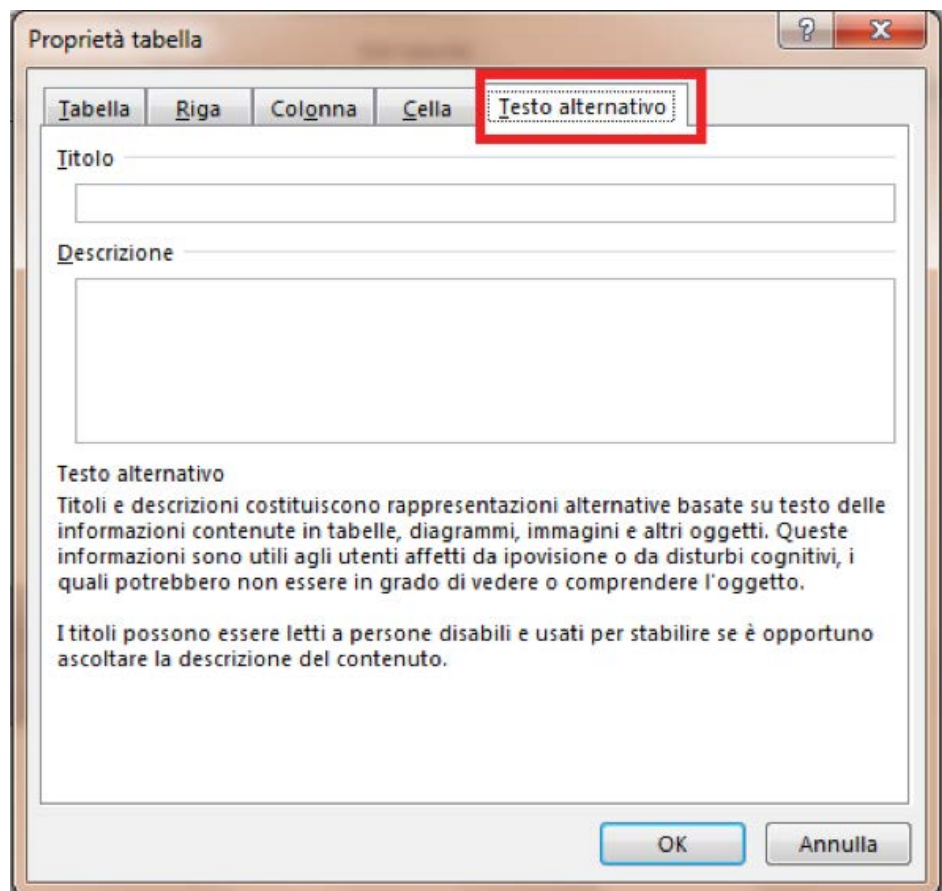 Proprietà tabella
?
X
Tabella Riga Colonna Cella Testo alternativo
Titolo
Descrizione
Testo alternativo
Titoli e descrizioni costituiscono rappresentazioni alternative basate su testo delle
informazioni contenute in tabelle, diagrammi, immagini e altri oggetti. Queste
informazioni sono utili agli utenti affetti da ipovisione o da disturbi cognitivi, i
quali potrebbero non essere in grado di vedere o comprendere l'oggetto.
I titoli possono essere letti a persone disabili e usati per stabilire se è opportuno
ascoltare la descrizione del contenuto.
OK Annulla